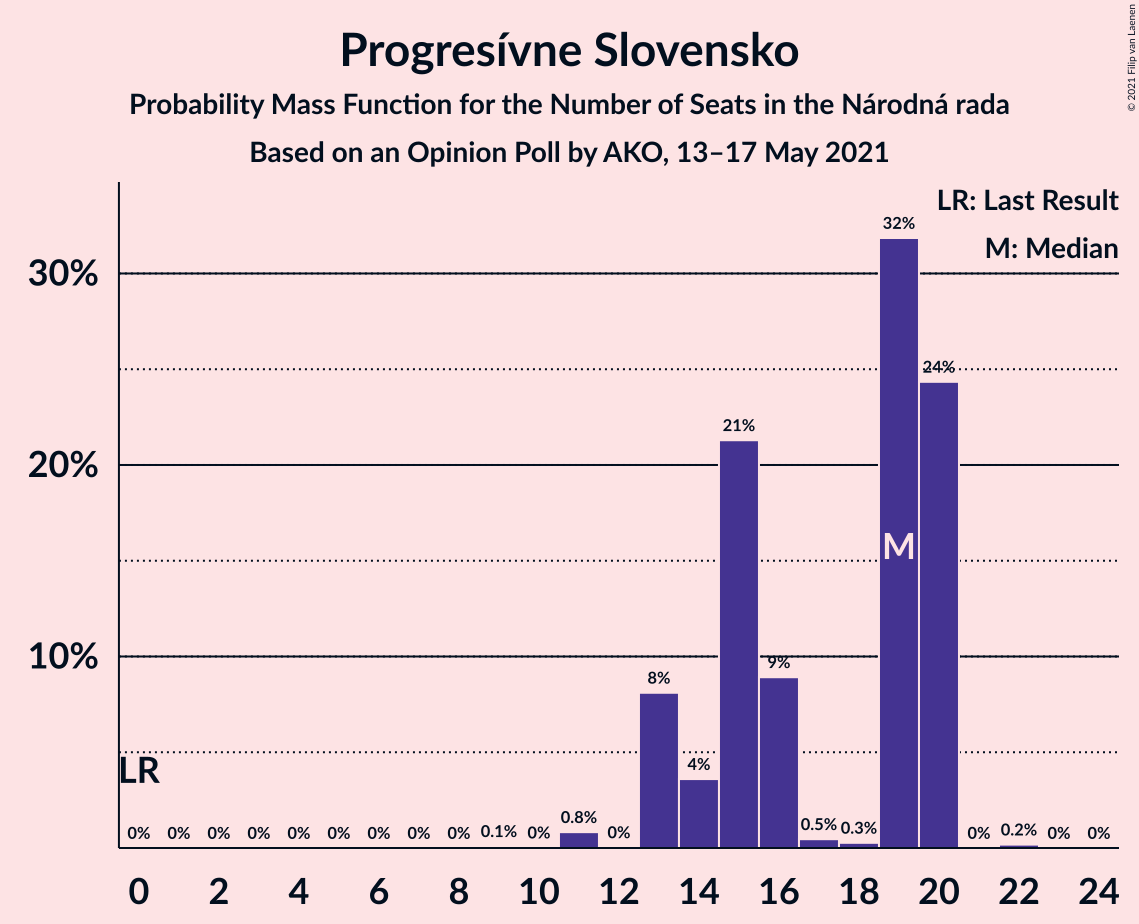 Progresívne Slovensko
Probability Mass Function for the Number of Seats in the Národná rada
Based on an Opinion Poll by AKO, 13–17 May 2021
© 2021 Filip van Laenen
LR: Last Result
M: Median
30%
20%
10%
32%
24%
21%
M
9%
8%
4%
LR
0% 0% 0% 0% 0% 0% 0% 0% 0% 0.1% 0% 0.8% 0% 0.5% 0.3% 0% 0.2% 0% 0%
0 2 4 6 8 10 12 14 16 18 20 22 24